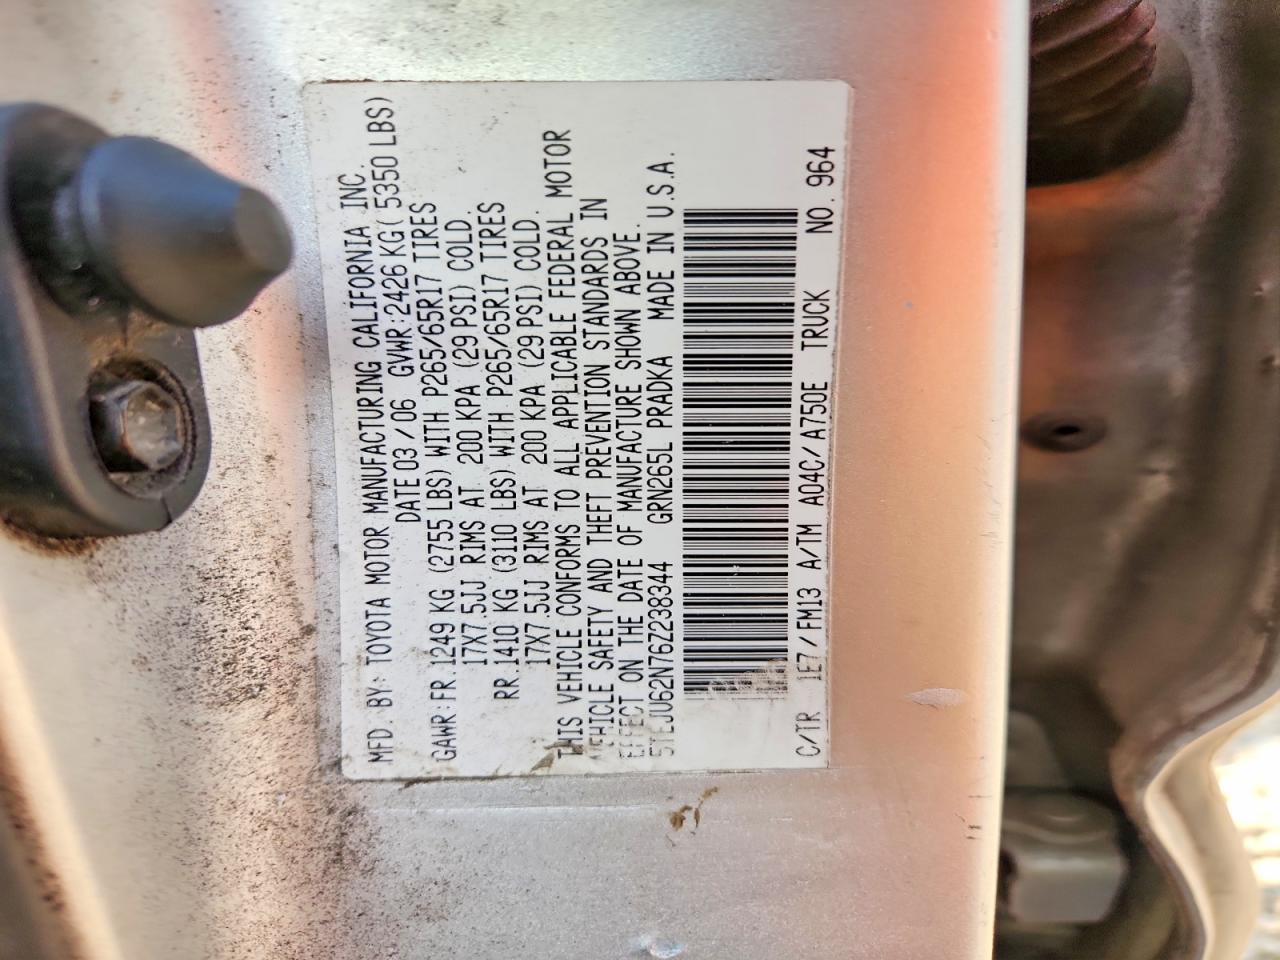 MFD. BY: TOYOTA MOTOR MANUFACTURING CALIFORNIA INC.
DATE 03 / 06 GVWR: 2426 KG ( 5350 LBS)
GAWR: FR. 1249 KG (2755 LBS) WITH P265/65R17 TIRES
17X7.5JJ RIMS AT 200 KPA (29 PSI) COLD.
RR. 1410 KG (3110 LBS) WITH P265/65R17 TIRES
17X7.5JJ RIMS AT 200 KPA (29 PSI) COLD.
THIS VEHICLE CONFORMS TO ALL APPLICABLE FEDERAL MOTOR
VEHICLE SAFETY AND THEFT PREVENTION STANDARDS IN
EFFECT ON THE DATE OF MANUFACTURE SHOWN ABOVE.
5TEJU62N76Z238344 GRN265L PRADKA MADE IN U.S.A.
C/TR 1E7/FM13 A/TM A04C/A750E TRUCK NO. 964